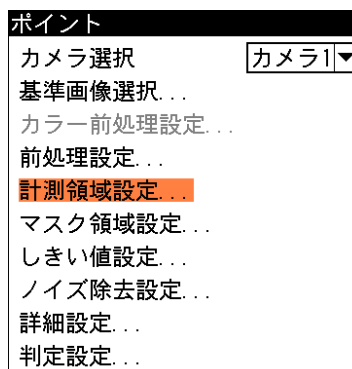 ポイント
カメラ選択 カメラ1▼
基準画像選択...
カラー前処理設定...
前処理設定...
計測領域設定...
マスク領域設定...
しきい値設定...
ノイズ除去設定...
詳細設定...
判定設定...